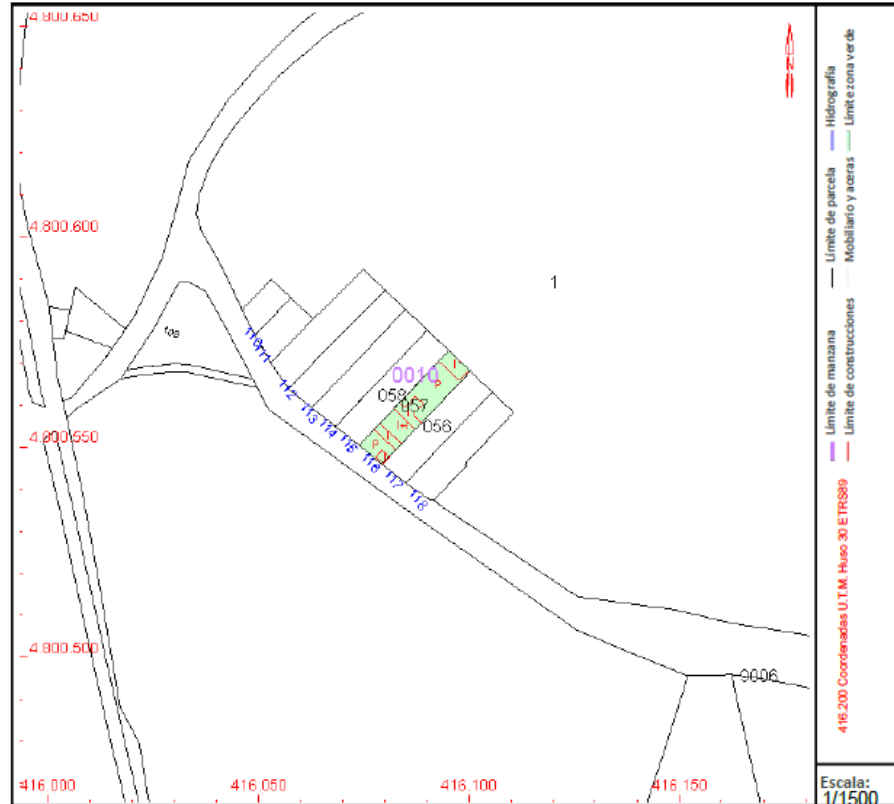 4.800.650
4.800.600
4.800.550
4.800.500
416.000
416.050
416.100
416.150
1
109
110
111
112
113
114
115
116
117
118
0010
058
057
056
I
P
I
I+I
P
0006
Hidrografía
Límite zona verde
Límite de parcela
Mobiliario y aceras
Límite de manzana
Límite de construcciones
416.200 Coordenadas U.T.M. Huso 30 ETRS89
Escala:
1/1500